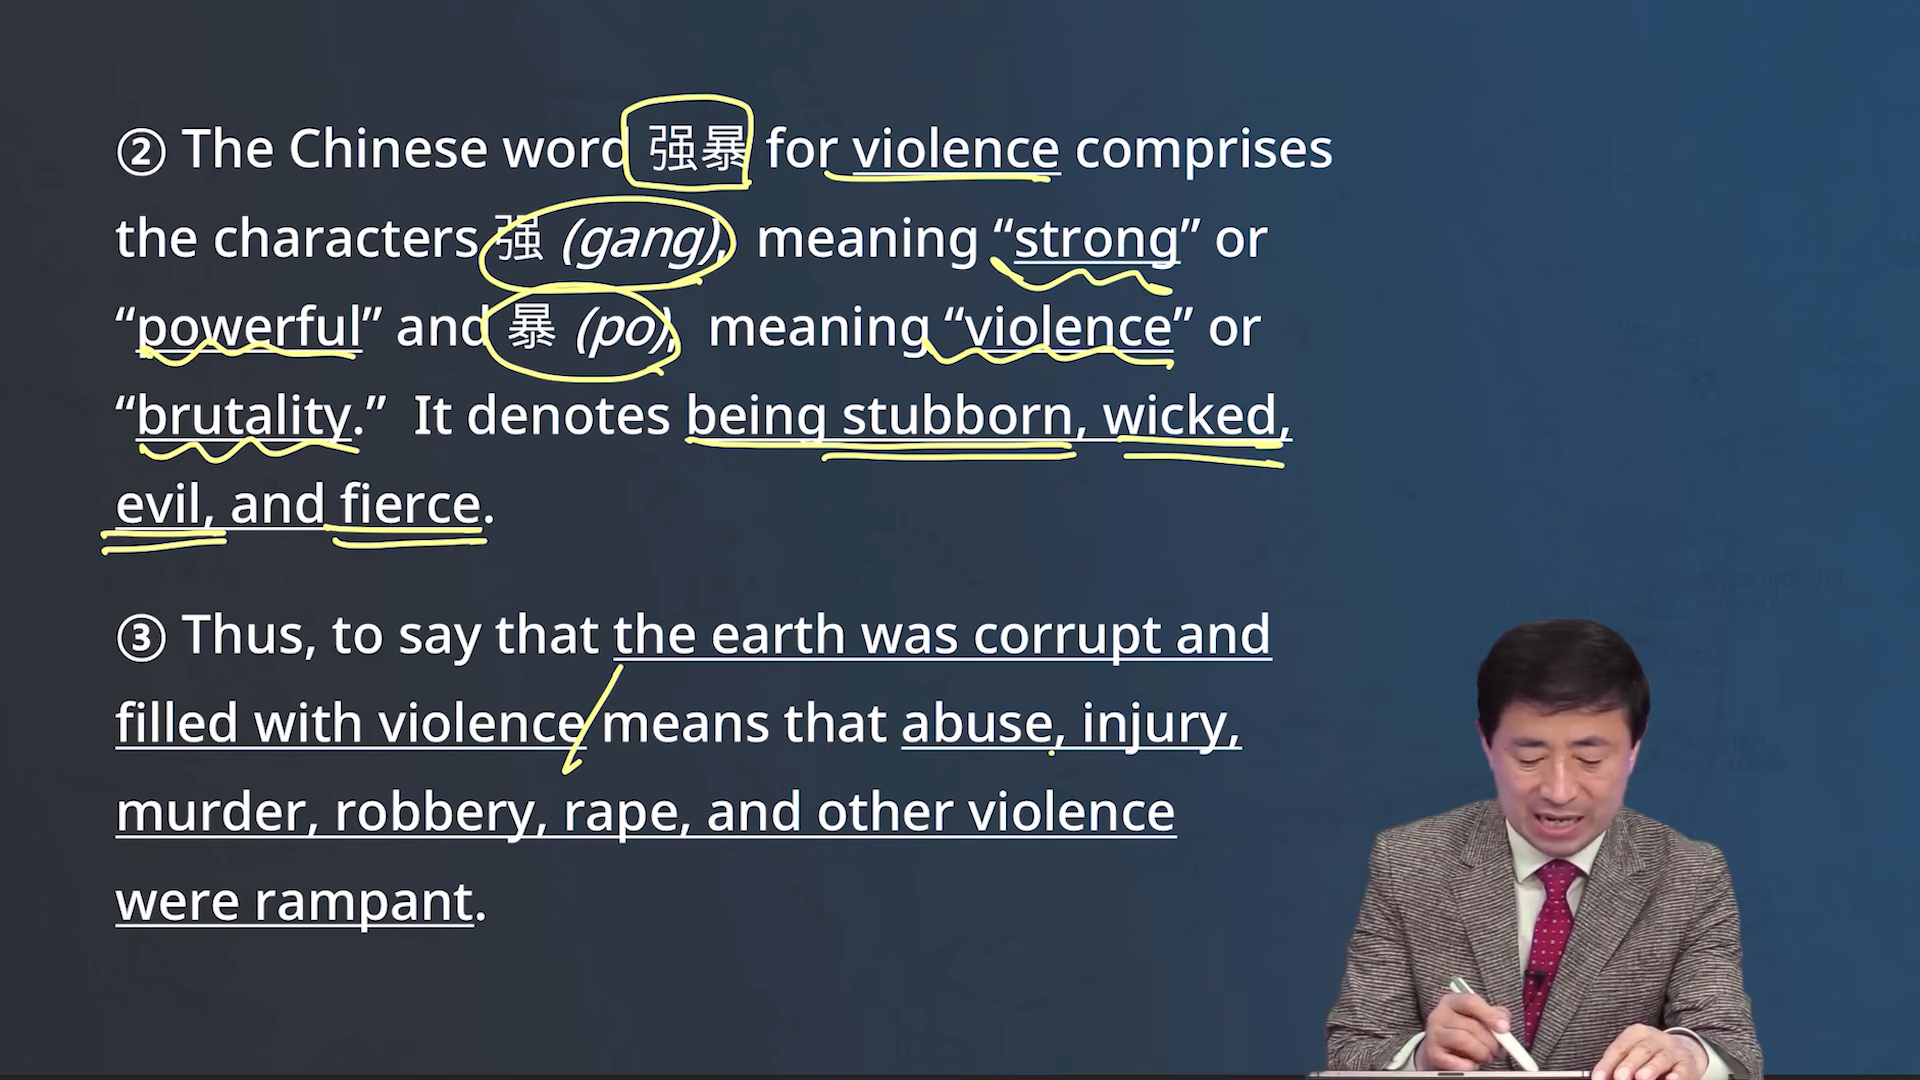 ② The Chinese word 强暴 for violence comprises
the characters 强 (gang), meaning “strong” or
“powerful” and 暴 (po), meaning “violence” or
“brutality.” It denotes being stubborn, wicked,
evil, and fierce.
③ Thus, to say that the earth was corrupt and
filled with violence means that abuse, injury,
murder, robbery, rape, and other violence
were rampant.